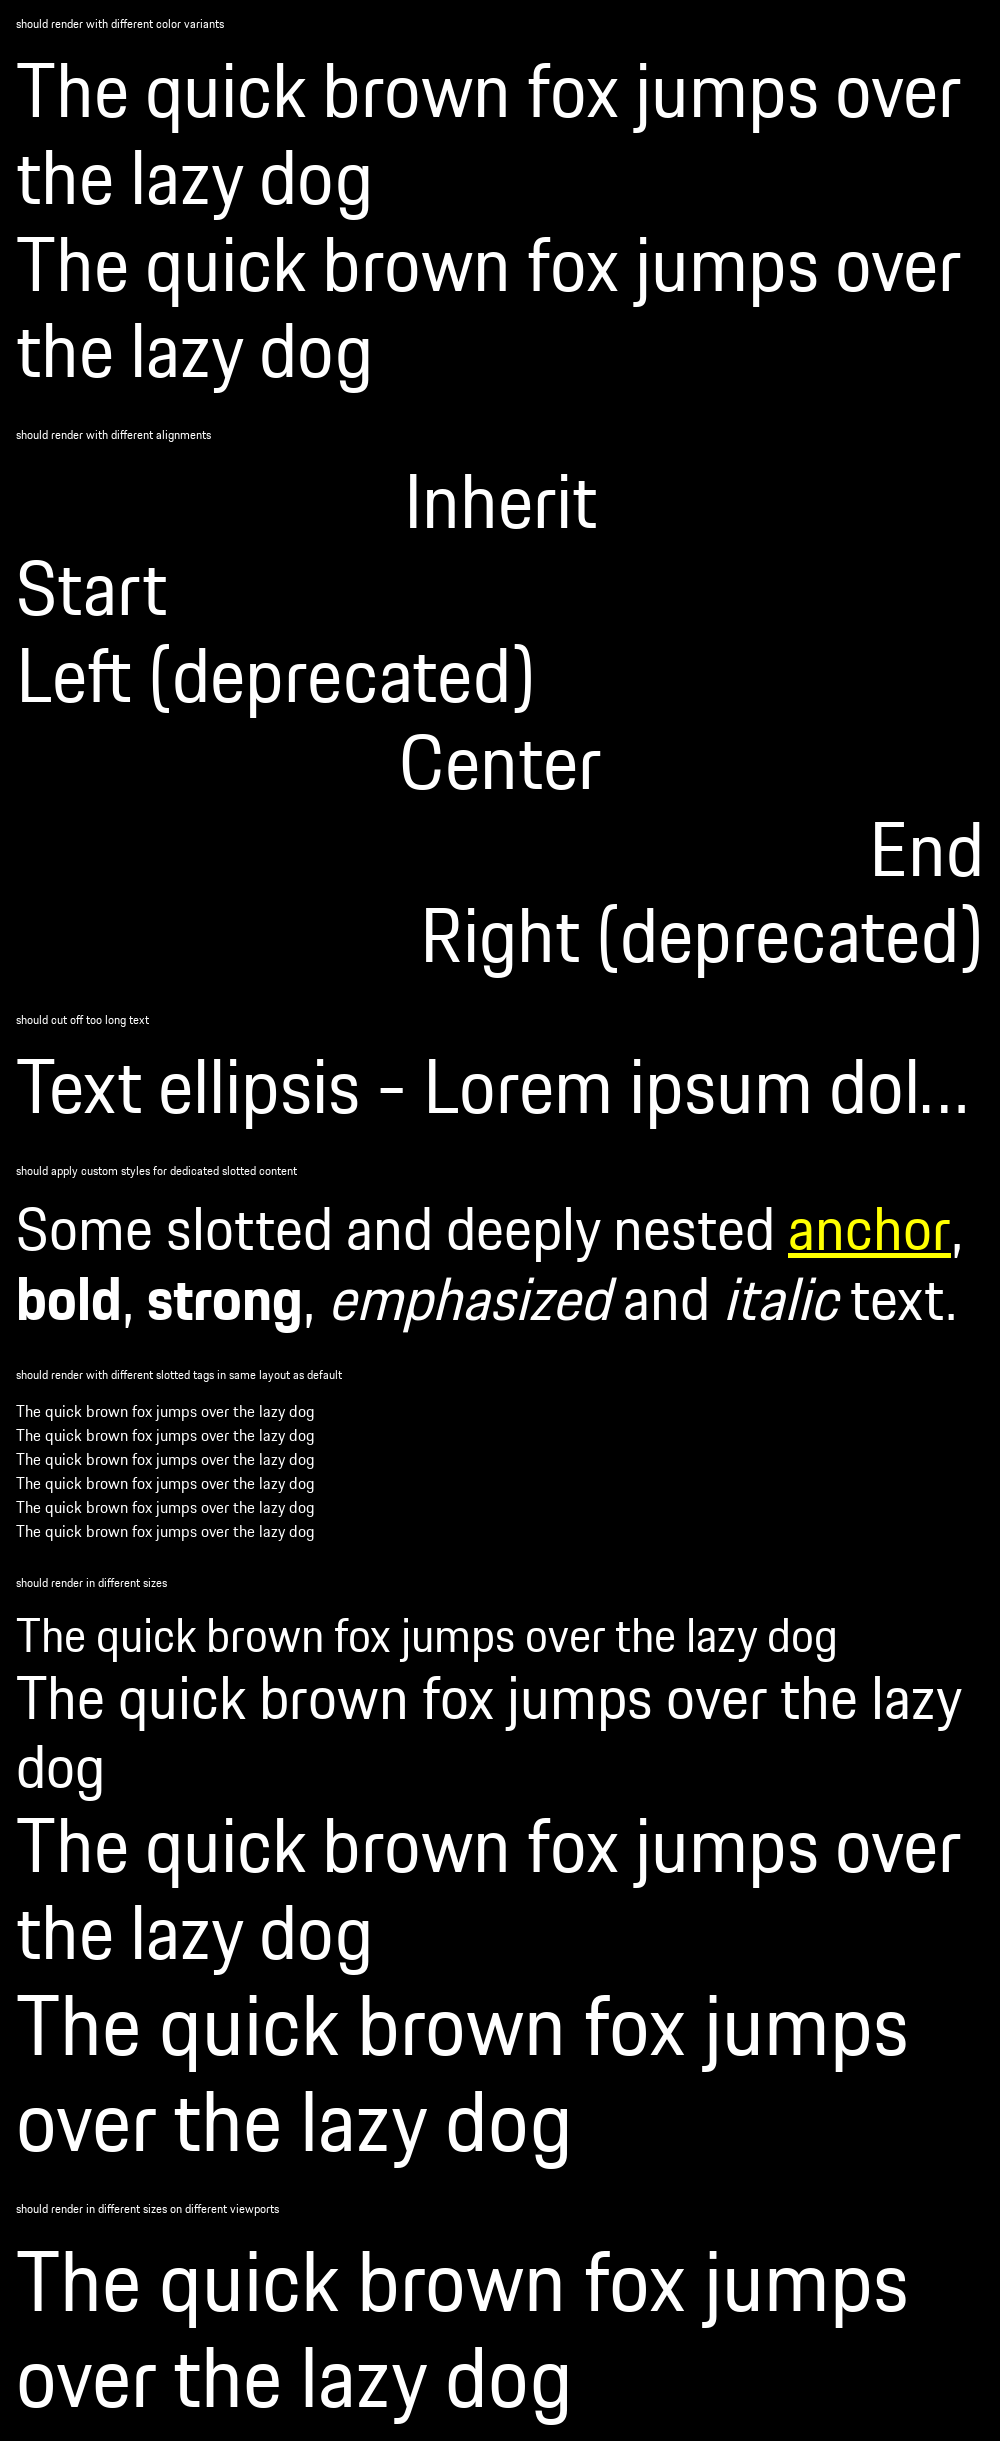 should render with different color variants
The quick brown fox jumps over
the lazy dog
The quick brown fox jumps over
the lazy dog
should render with different alignments
Inherit
Start
Left (deprecated)
Center
End
Right (deprecated)
should cut off too long text
Text ellipsis - Lorem ipsum dol...
should apply custom styles for dedicated slotted content
Some slotted and deeply nested anchor,
bold, strong, emphasized and italic text.
should render with different slotted tags in same layout as default
The quick brown fox jumps over the lazy dog
The quick brown fox jumps over the lazy dog
The quick brown fox jumps over the lazy dog
The quick brown fox jumps over the lazy dog
The quick brown fox jumps over the lazy dog
The quick brown fox jumps over the lazy dog
should render in different sizes
The quick brown fox jumps over the lazy dog
The quick brown fox jumps over the lazy
dog
The quick brown fox jumps over
the lazy dog
The quick brown fox jumps
over the lazy dog
should render in different sizes on different viewports
The quick brown fox jumps
over the lazy dog